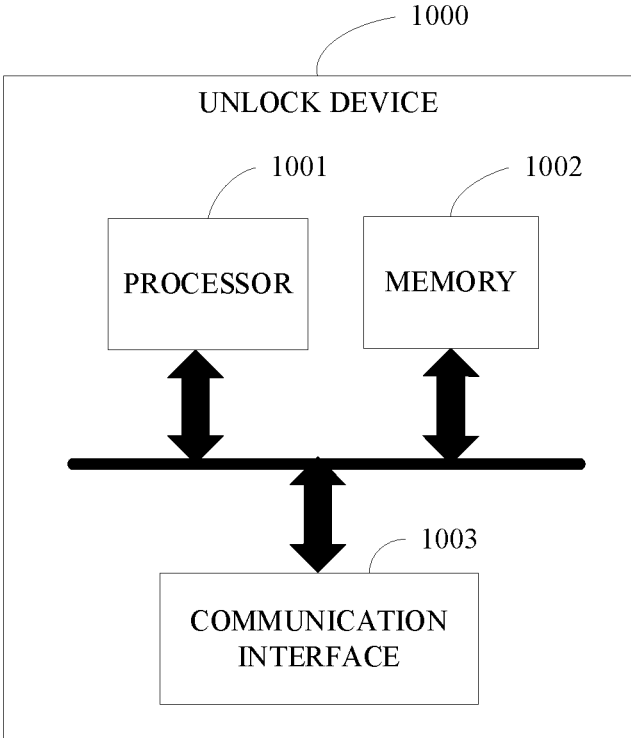 1000
UNLOCK DEVICE
1001
1002
PROCESSOR
MEMORY
1003
COMMUNICATION
INTERFACE